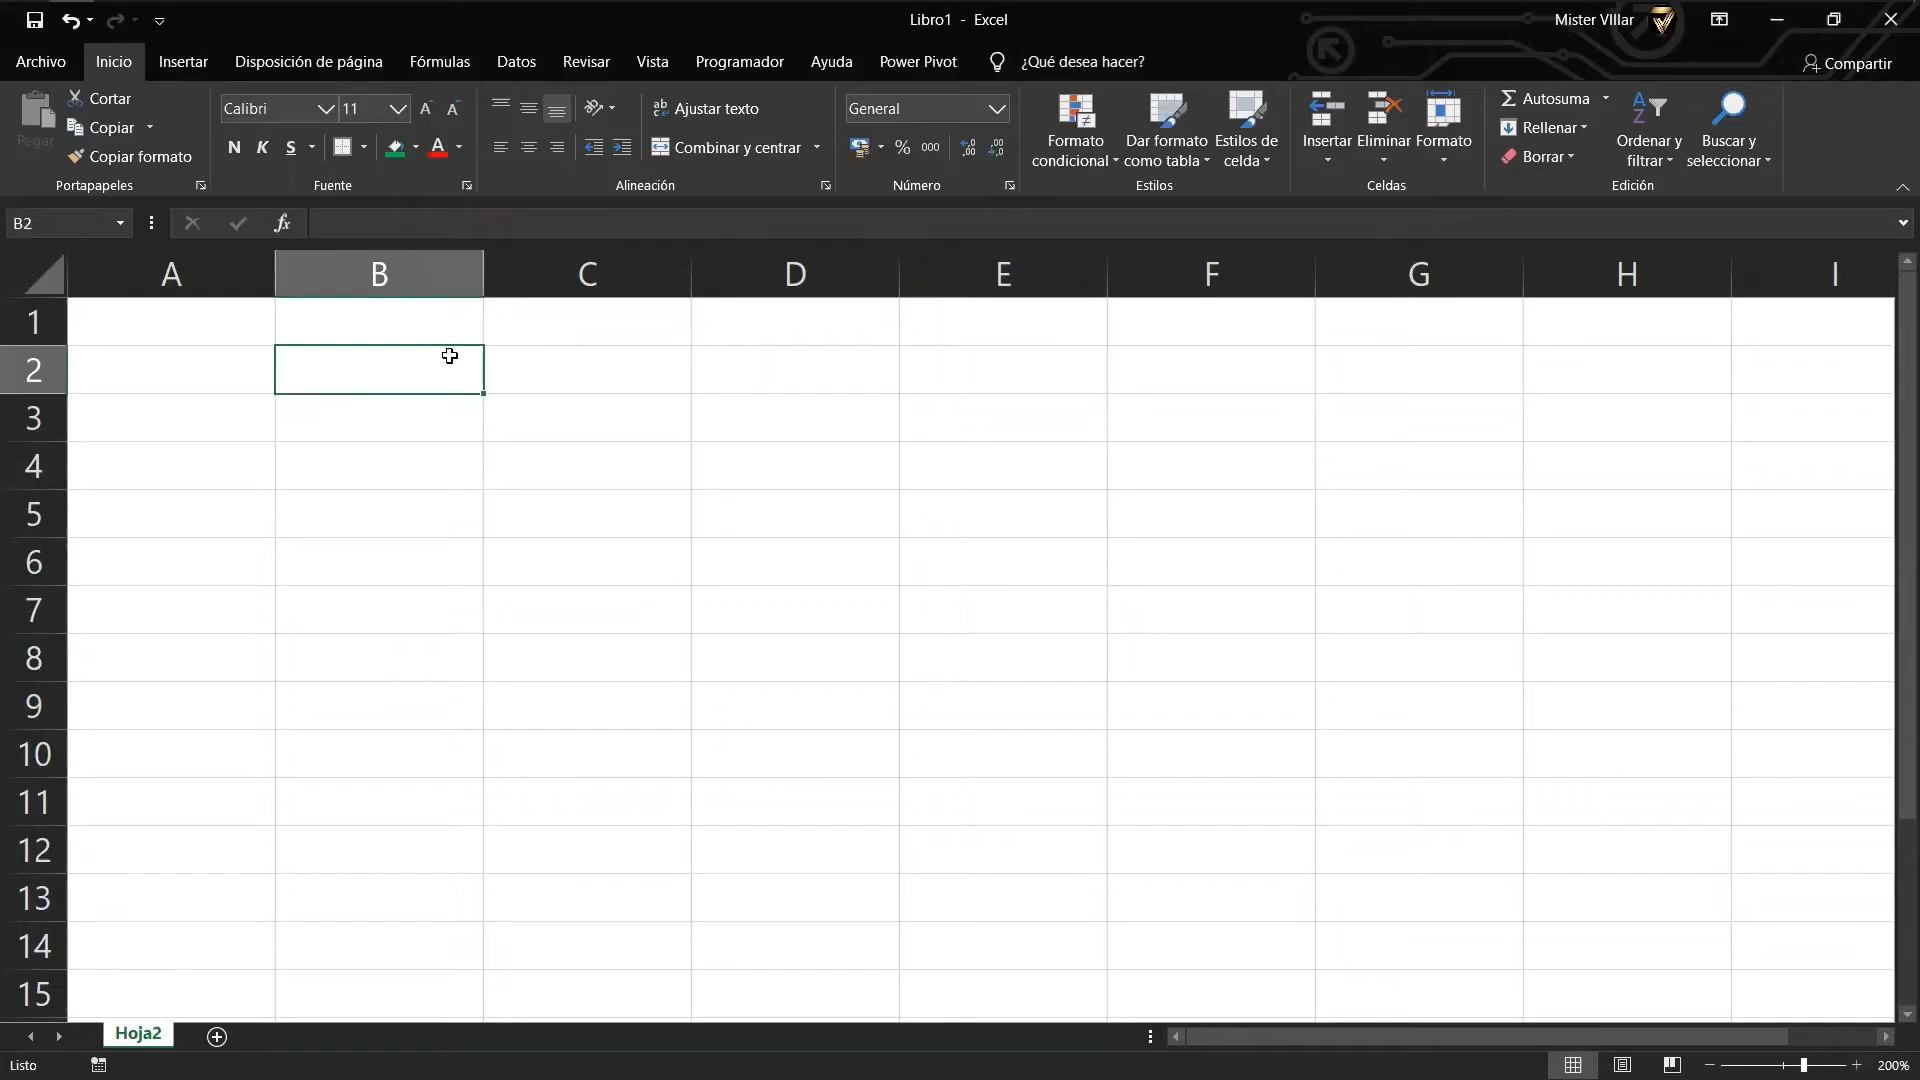 Libro1 - Excel
Mister VIllar
Archivo Inicio Insertar Disposición de página Fórmulas Datos Revisar Vista Programador Ayuda Power Pivot ¿Qué desea hacer? Compartir
Pegar
Cortar
Copiar
Copiar formato
Portapapeles
Calibri 11
N K S
Fuente
Ajustar texto
Combinar y centrar
Alineación
General
% 000
Número
Formato condicional
Dar formato como tabla
Estilos de celda
Estilos
Insertar Eliminar Formato
Celdas
Autosuma
Rellenar
Borrar
Ordenar y filtrar
Buscar y seleccionar
Edición
B2
fx
A B C D E F G H I
1
2
3
4
5
6
7
8
9
10
11
12
13
14
15
Hoja2
Listo
200%